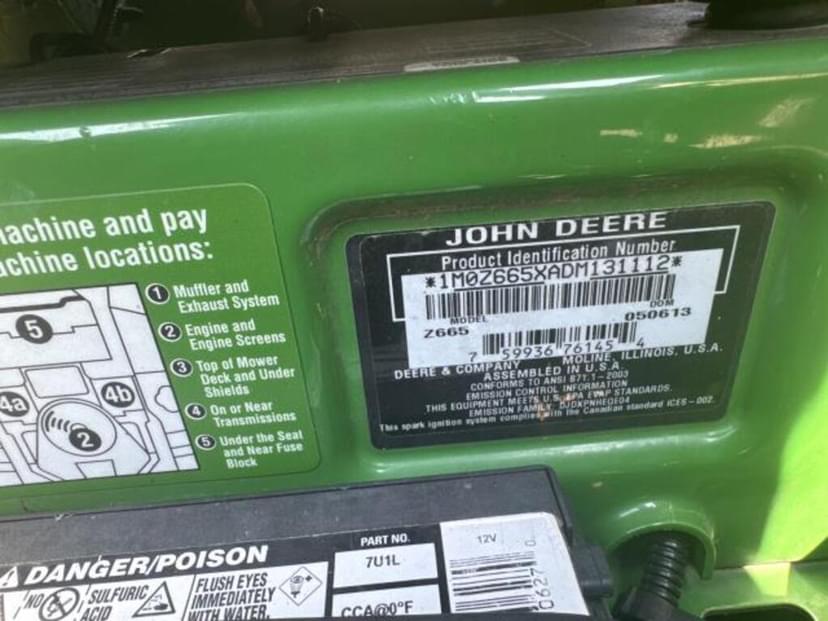 achine and pay
chine locations:
1 Muffler and
Exhaust System
2 Engine and
Engine Screens
3 Top of Mower
Deck and Under
Shields
4 On or Near
Transmissions
5 Under the Seat
and Near Fuse
Block
5
4a
4b
2
JOHN DEERE
Product Identification Number
*1M0Z665XADM131112*
MODEL
DOM
Z665
050613
7 59936 76145 4
DEERE & COMPANY MOLINE, ILLINOIS, U.S.A.
ASSEMBLED IN U.S.A.
CONFORMS TO ANSI B71.1-2003
EMISSION CONTROL INFORMATION
THIS EQUIPMENT MEETS U.S. EPA EVAP STANDARDS.
EMISSION FAMILY DJDXPNHEQE04
This spark ignition system complies with the Canadian standard ICES-002.
DANGER/POISON
NO
SULFURIC
ACID
FLUSH EYES
IMMEDIATELY
WITH WATER.
PART NO.
7U1L
CCA@0°F
12V